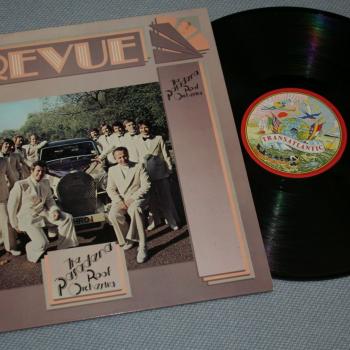 REVUE
The Pasadena
Roof
Orchestra
TRANSATLANTIC
The Pasadena
Roof
Orchestra